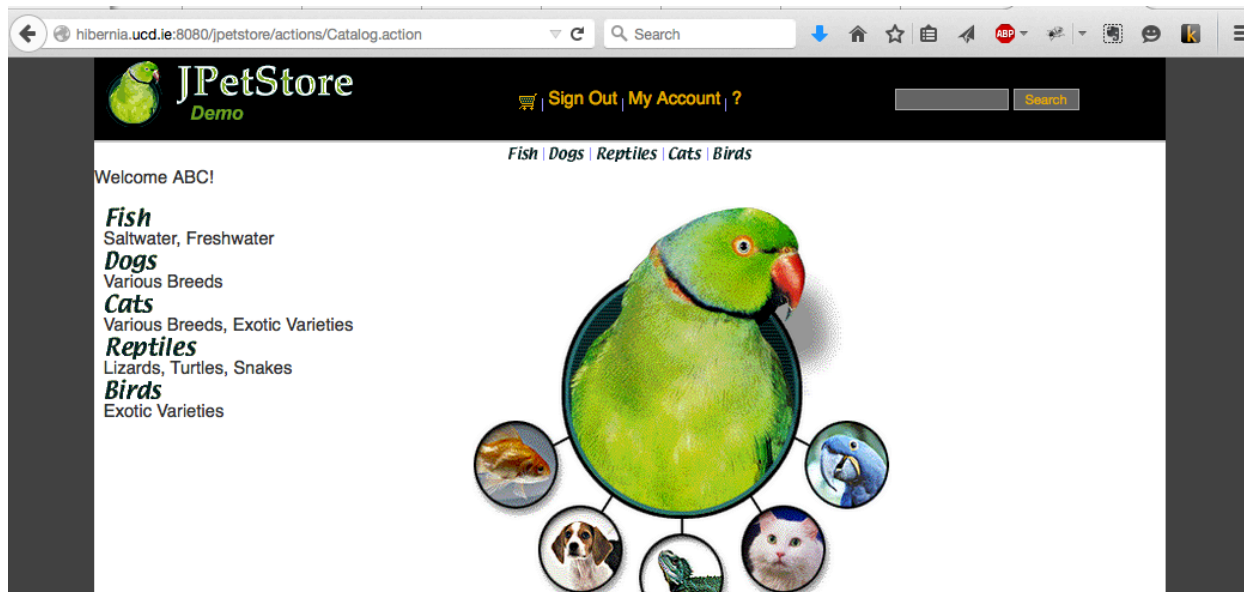 hibernia.ucd.ie:8080/jpetstore/actions/Catalog.action
Search
ABP
k
JPetStore
Demo
| Sign Out | My Account | ?
Search
Fish | Dogs | Reptiles | Cats | Birds
Welcome ABC!
Fish
Saltwater, Freshwater
Dogs
Various Breeds
Cats
Various Breeds, Exotic Varieties
Reptiles
Lizards, Turtles, Snakes
Birds
Exotic Varieties